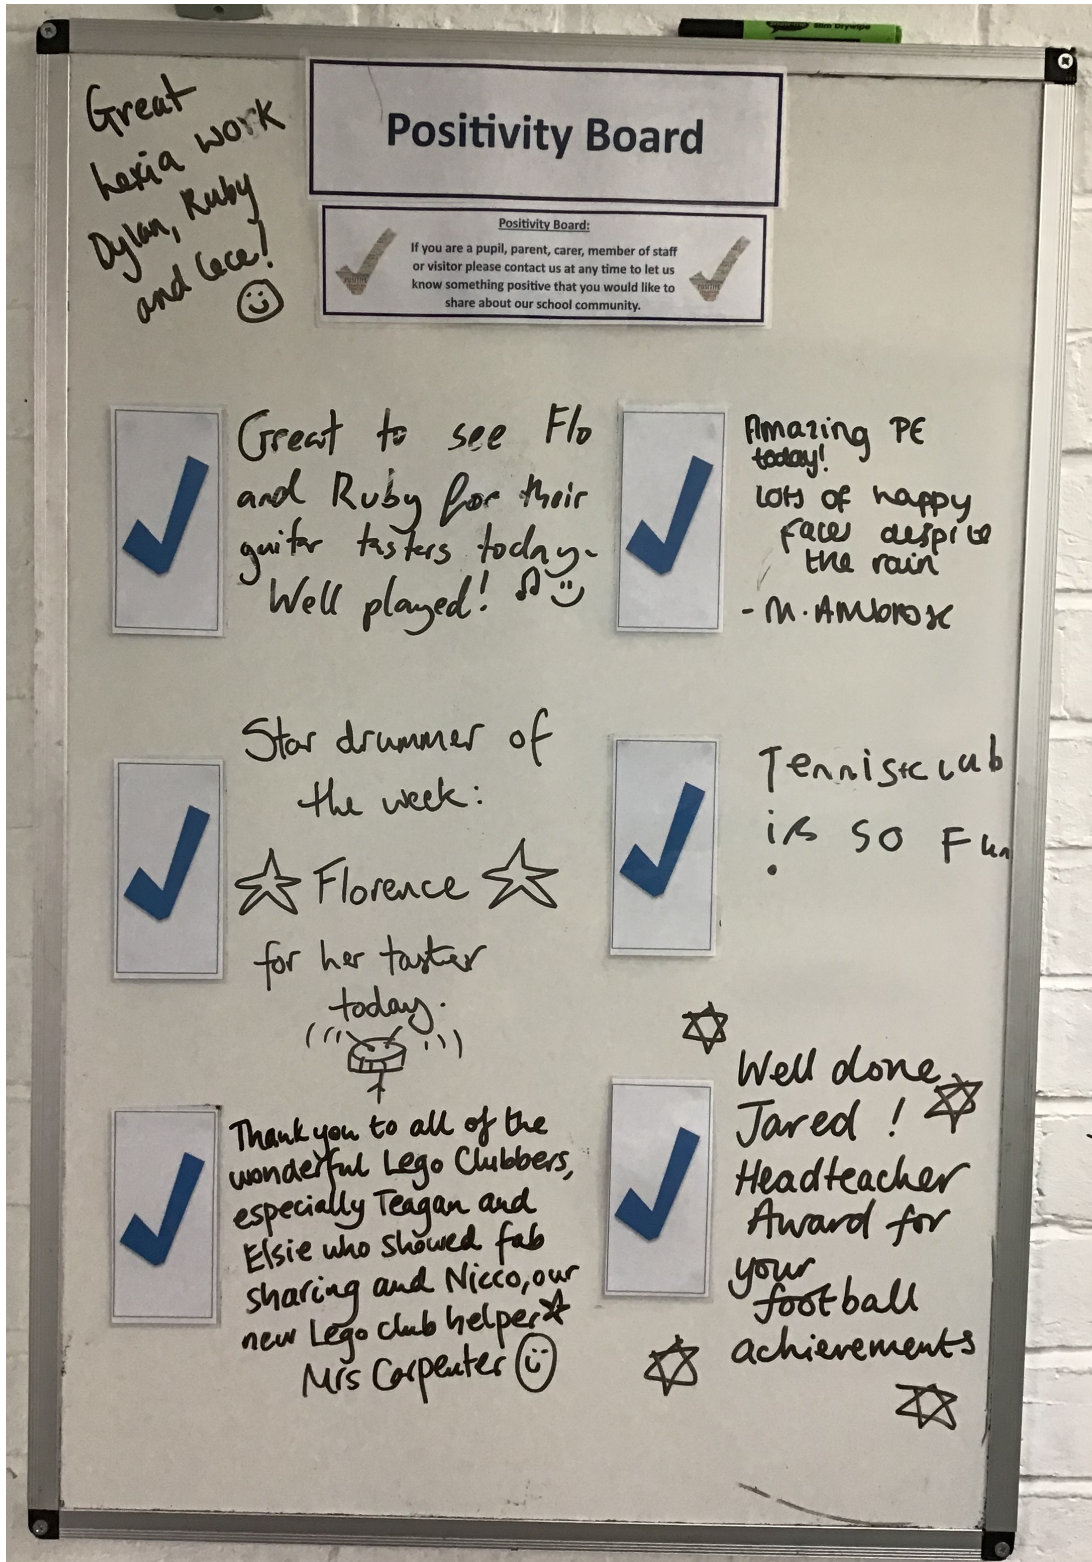 Slim Drywipe
Great
Lexia work
Dylan, Ruby
and Cece!
Positivity Board
Positivity Board:
If you are a pupil, parent, carer, member of staff
or visitor please contact us at any time to let us
know something positive that you would like to
share about our school community.
Great to see Flo
and Ruby for their
guitar tasters today-
Well played!
Amazing PE
today!
Lots of happy
faces despite
the rain
- M. Ambrose
Star drummer of
the week:
Florence
for her taster
today.
Tennis club
is so Fun
Thank you to all of the
wonderful Lego Clubbers,
especially Teagan and
Elsie who showed fab
sharing and Nicco, our
new Lego club helper
Mrs Carpenter
Well done
Jared !
Headteacher
Award for
your
football
achievements